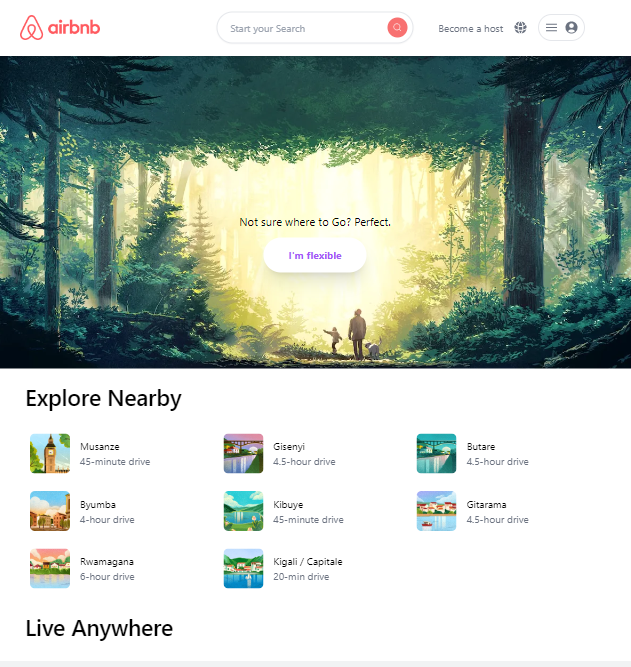 airbnb
Start your Search
Become a host
Not sure where to Go? Perfect.
I'm flexible
Explore Nearby
Musanze
45-minute drive
Gisenyi
4.5-hour drive
Butare
4.5-hour drive
Byumba
4-hour drive
Kibuye
45-minute drive
Gitarama
4.5-hour drive
Rwamagana
6-hour drive
Kigali / Capitale
20-min drive
Live Anywhere